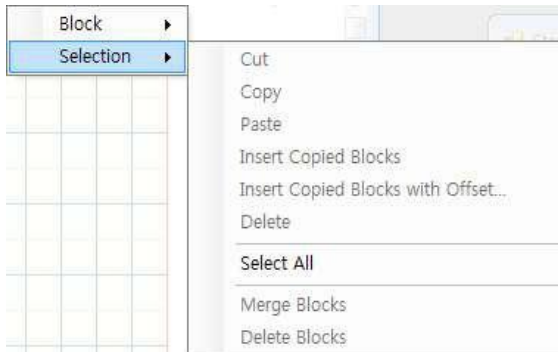 Block
Selection
Cut
Copy
Paste
Insert Copied Blocks
Insert Copied Blocks with Offset...
Delete
Select All
Merge Blocks
Delete Blocks